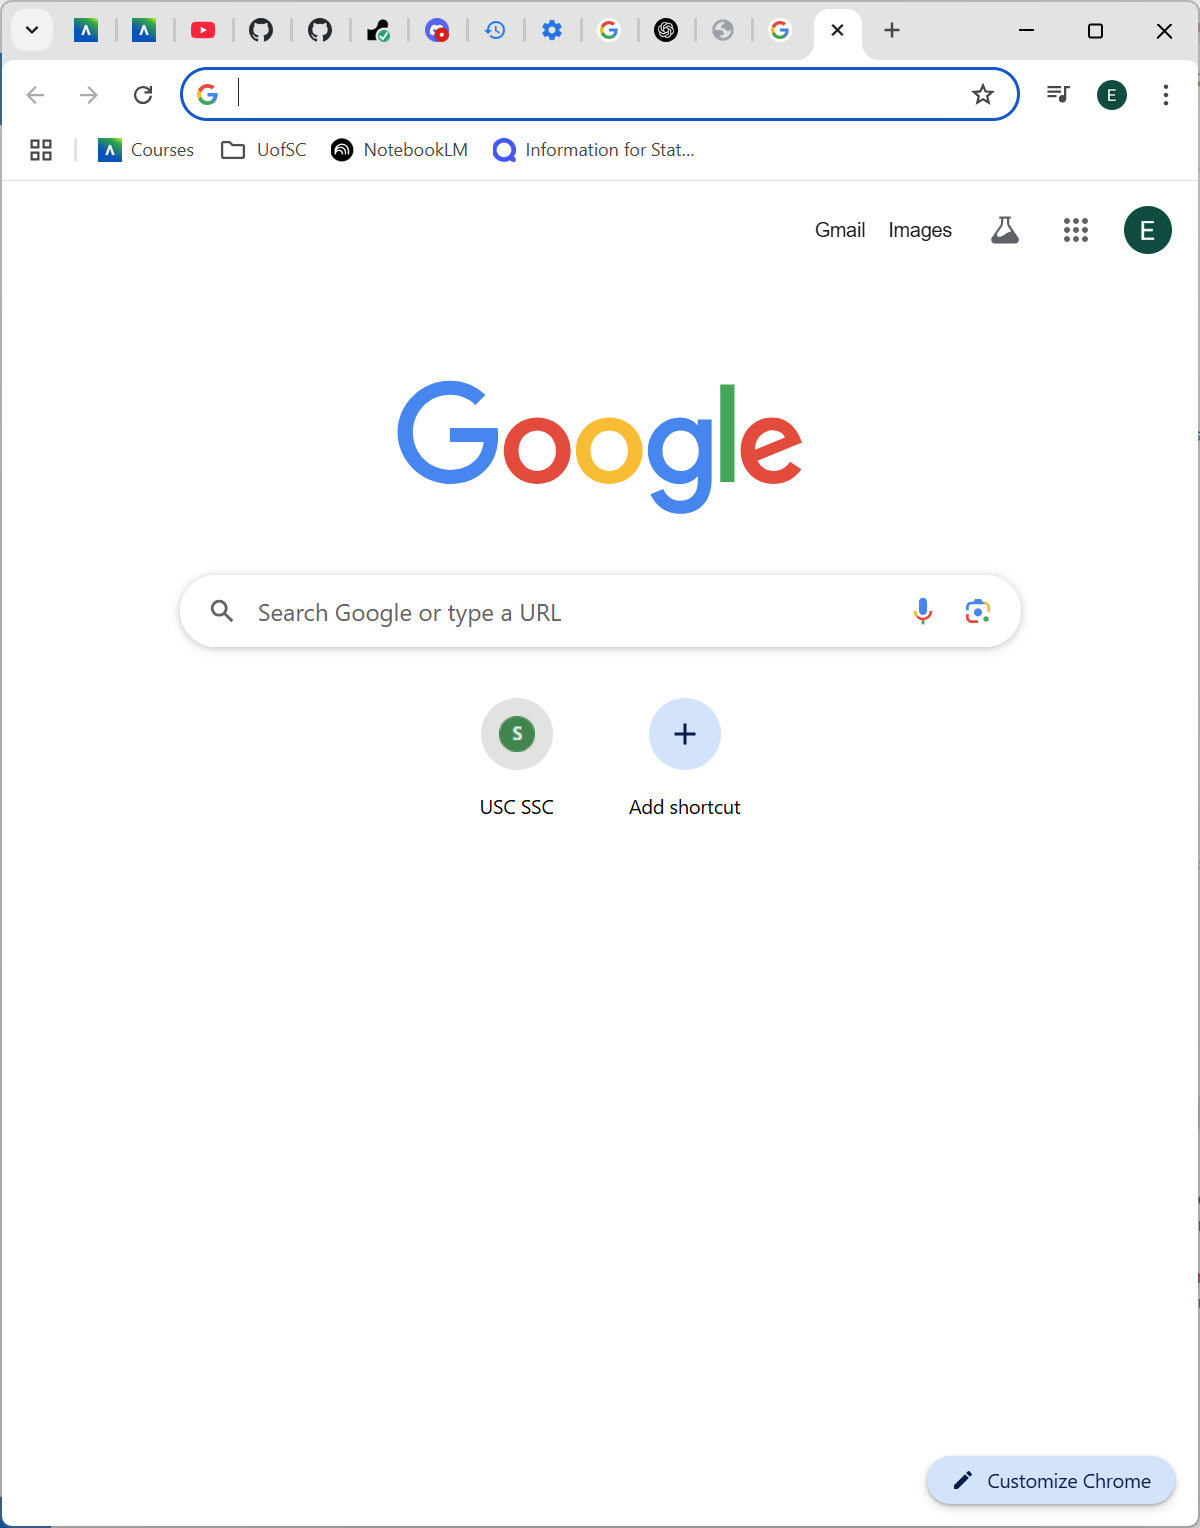 E
Courses
UofSC
NotebookLM
Information for Stat...
Gmail
Images
E
Google
Search Google or type a URL
S
USC SSC
Add shortcut
Customize Chrome